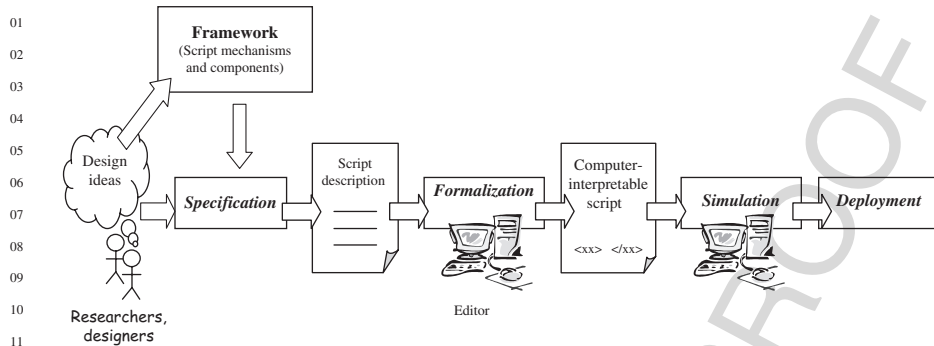 01
02
03
04
05
06
07
08
09
10
11
Framework
(Script mechanisms
and components)
Design
ideas
Researchers,
designers
Specification
Script
description
Formalization
Editor
Computer-
interpretable
script
<xx> </xx>
Simulation
Deployment
PROOF